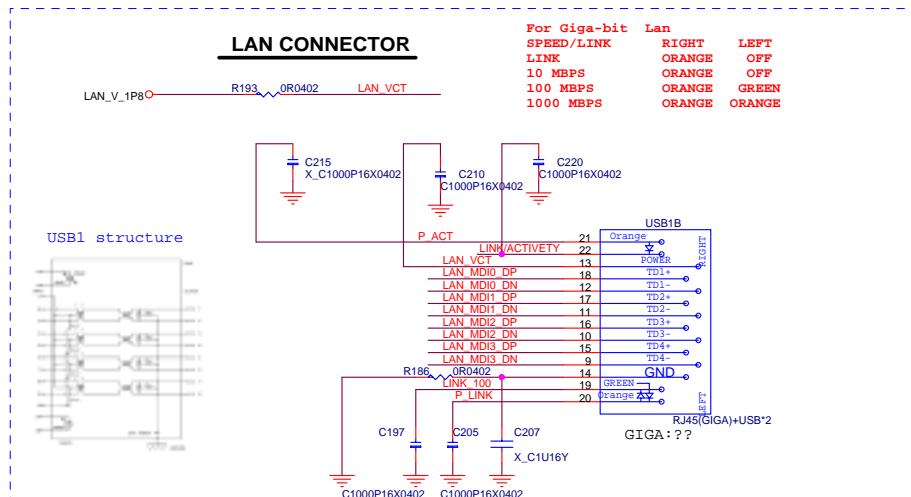 LAN CONNECTOR
For Giga-bit Lan
SPEED/LINK RIGHT LEFT
LINK ORANGE OFF
10 MBPS ORANGE OFF
100 MBPS ORANGE GREEN
1000 MBPS ORANGE ORANGE
LAN_V_1P8 R193 0R0402 LAN_VCT
C215
X_C1000P16X0402
C210
C1000P16X0402
C220
C1000P16X0402
USB1 structure
USB1B
P_ACT 21 Orange
LINK/ACTIVETY 22
LAN_VCT 13 POWER
RIGHT
LAN_MDI0_DP 18 TD1+
LAN_MDI0_DN 12 TD1-
LAN_MDI1_DP 17 TD2+
LAN_MDI1_DN 11 TD2-
LAN_MDI2_DP 16 TD3+
LAN_MDI2_DN 10 TD3-
LAN_MDI3_DP 15 TD4+
LAN_MDI3_DN 9 TD4-
R186 0R0402 14 GND
LINK_100 19 GREEN
P_LINK 20 Orange
LEFT
RJ45(GIGA)+USB*2
GIGA:??
C197
C1000P16X0402
C205
C1000P16X0402
C207
X_C1U16Y